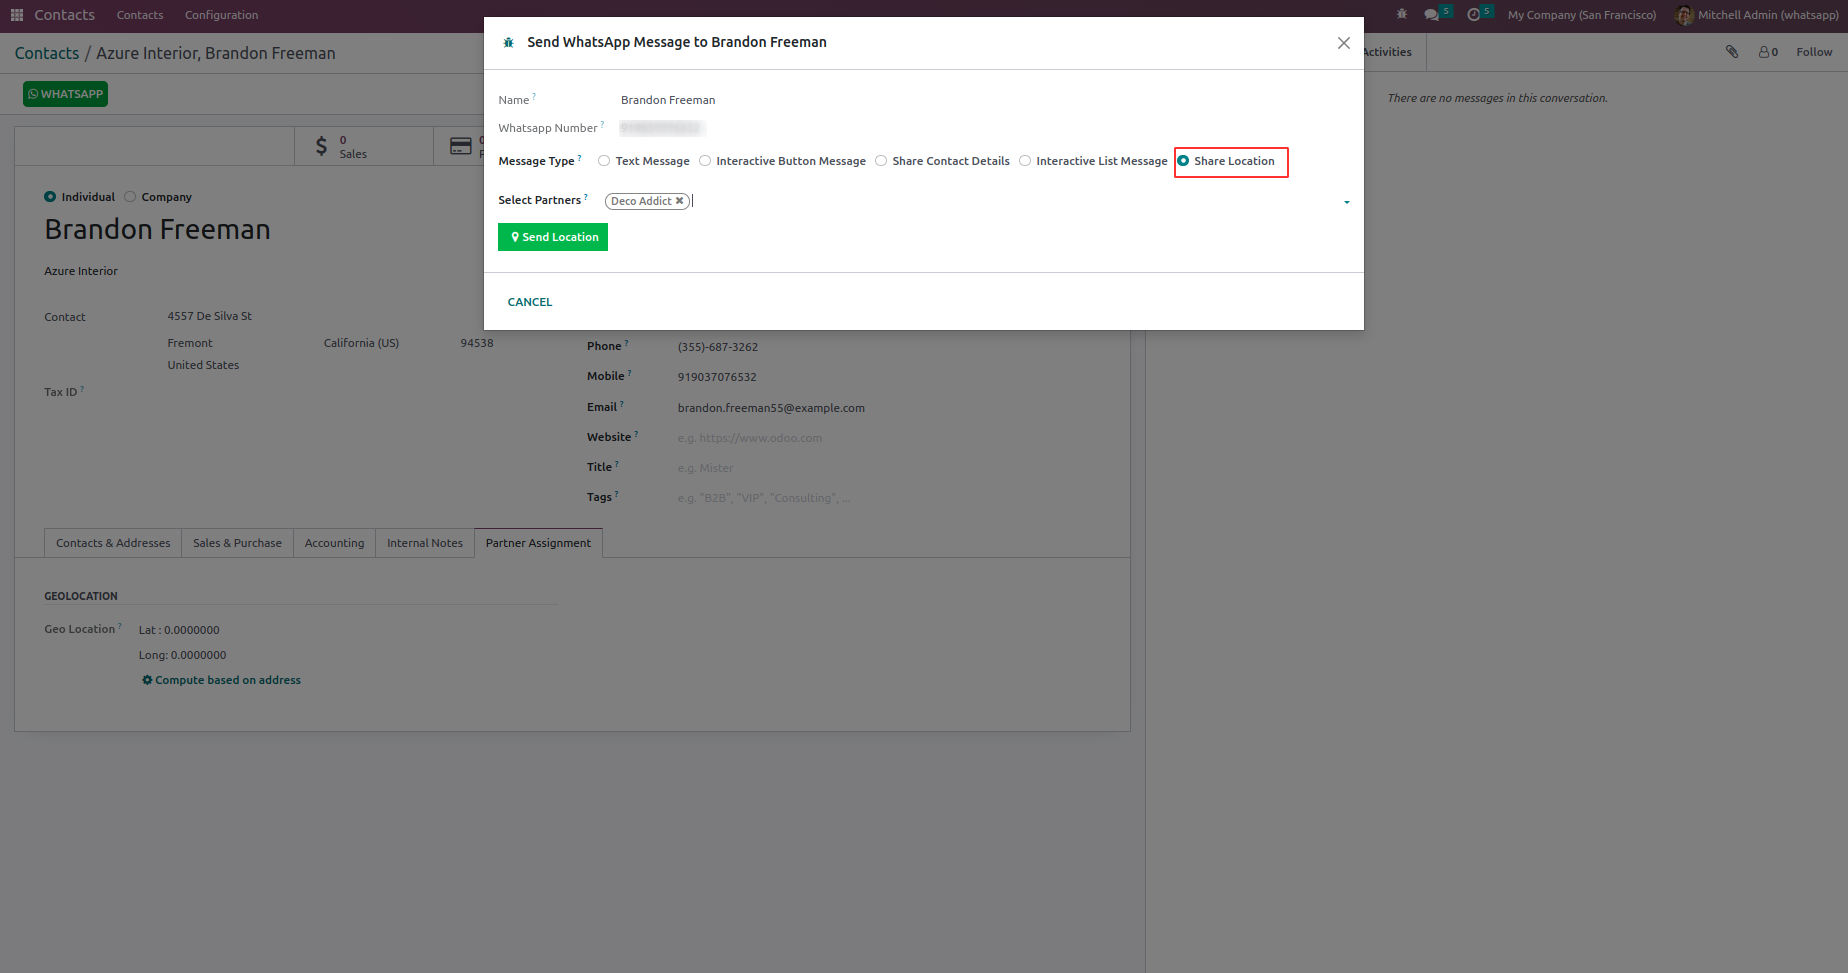 Contacts Contacts Configuration 5 5 My Company (San Francisco) Mitchell Admin (whatsapp)
Contacts / Azure Interior, Brandon Freeman
Activities 0 Follow
WHATSAPP
There are no messages in this conversation.
0
Sales
0
Send WhatsApp Message to Brandon Freeman
Name ? Brandon Freeman
Whatsapp Number ?
Message Type ? Text Message Interactive Button Message Share Contact Details Interactive List Message Share Location
Select Partners ? Deco Addict
Send Location
CANCEL
Individual Company
Brandon Freeman
Azure Interior
Contact 4557 De Silva St
Fremont California (US) 94538
United States
Tax ID ?
Phone ? (355)-687-3262
Mobile ? 919037076532
Email ? brandon.freeman55@example.com
Website ? e.g. https://www.odoo.com
Title ? e.g. Mister
Tags ? e.g. "B2B", "VIP", "Consulting", ...
Contacts & Addresses Sales & Purchase Accounting Internal Notes Partner Assignment
GEOLOCATION
Geo Location ? Lat : 0.0000000
Long: 0.0000000
Compute based on address